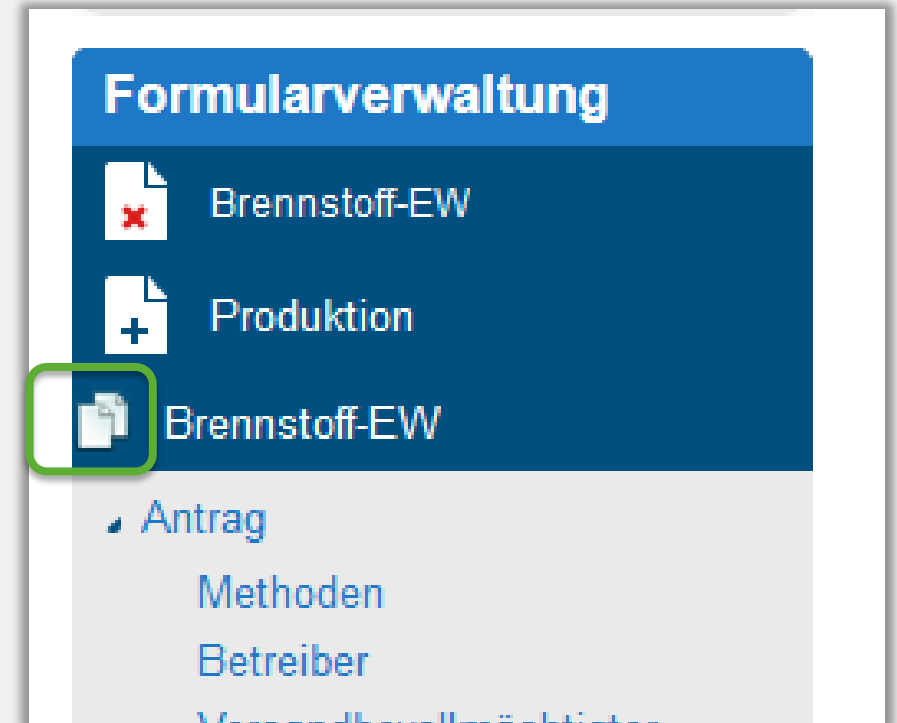 Formularverwaltung
Brennstoff-EW
Produktion
Brennstoff-EW
Antrag
Methoden
Betreiber